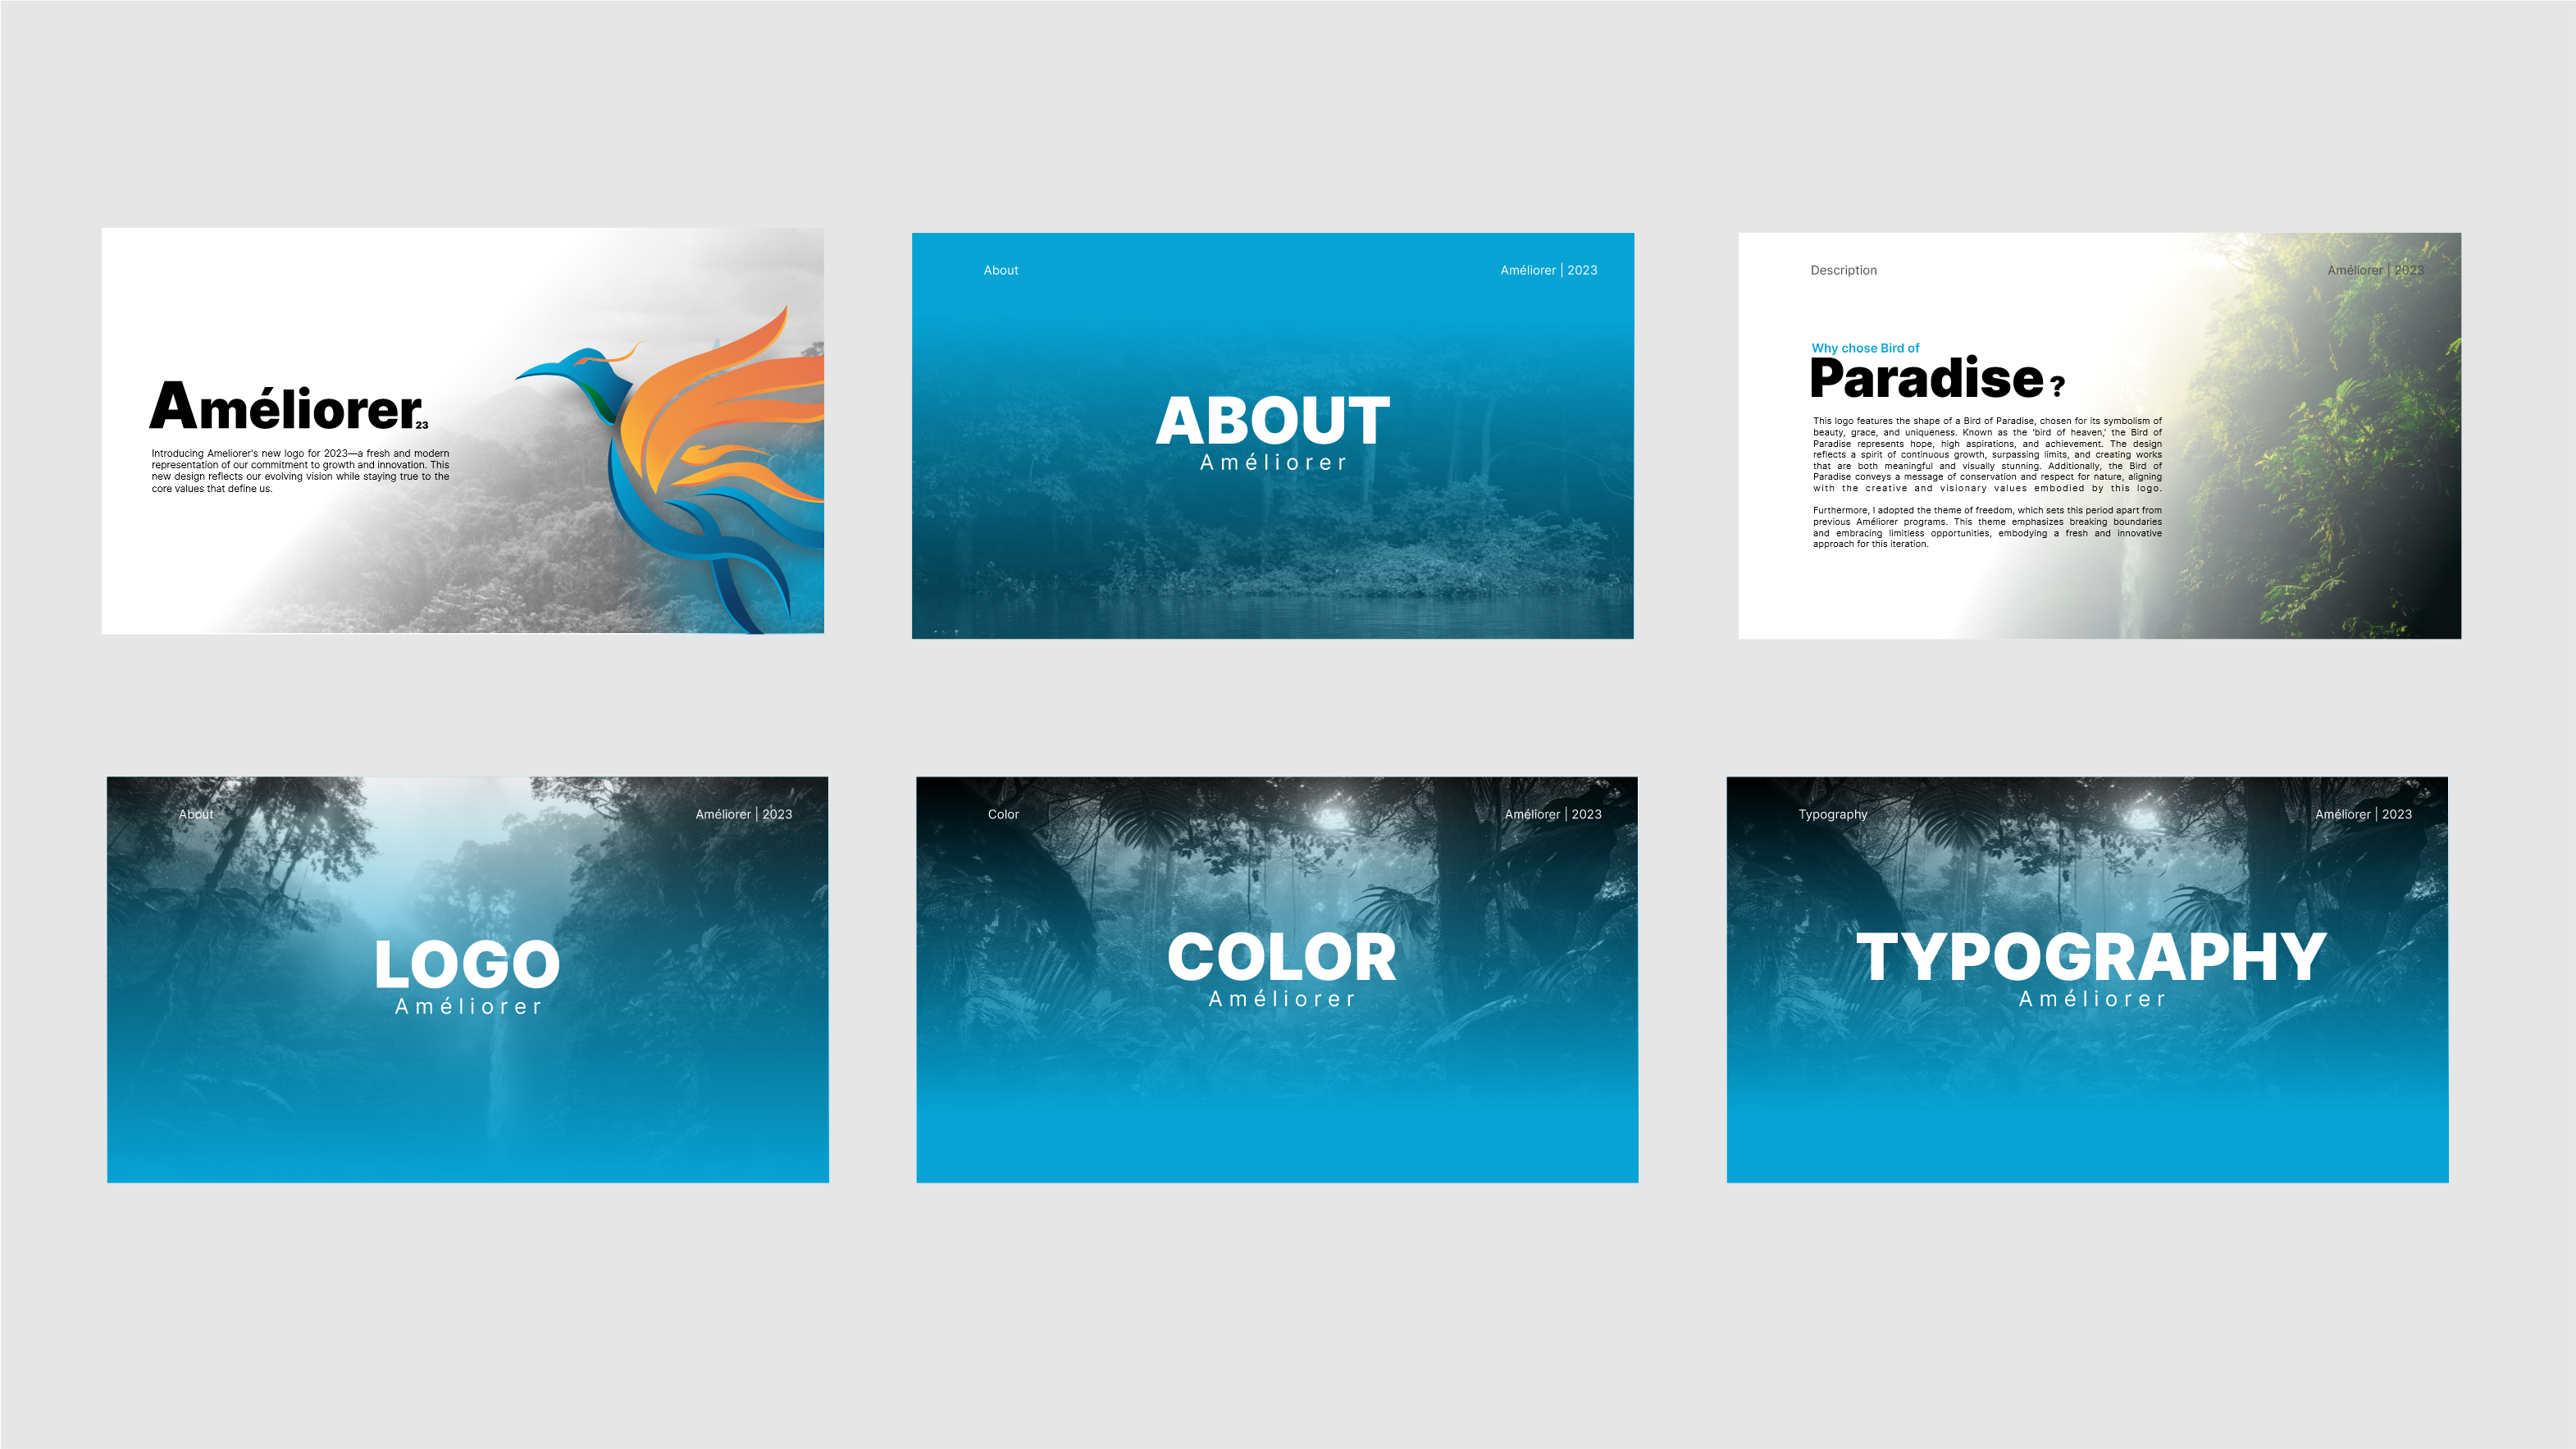 Améliorer.23
Introducing Ameliorer's new logo for 2023—a fresh and modern
representation of our commitment to growth and innovation. This
new design reflects our evolving vision while staying true to the
core values that define us.
About
Améliorer | 2023
ABOUT
Améliorer
Description
Améliorer | 2023
Why chose Bird of
Paradise ?
This logo features the shape of a Bird of Paradise, chosen for its symbolism of
beauty, grace, and uniqueness. Known as the 'bird of heaven,' the Bird of
Paradise represents hope, high aspirations, and achievement. The design
reflects a spirit of continuous growth, surpassing limits, and creating works
that are both meaningful and visually stunning. Additionally, the Bird of
Paradise conveys a message of conservation and respect for nature, aligning
with the creative and visionary values embodied by this logo.
Furthermore, I adopted the theme of freedom, which sets this period apart from
previous Améliorer programs. This theme emphasizes breaking boundaries
and embracing limitless opportunities, embodying a fresh and innovative
approach for this iteration.
About
Améliorer | 2023
LOGO
Améliorer
Color
Améliorer | 2023
COLOR
Améliorer
Typography
Améliorer | 2023
TYPOGRAPHY
Améliorer